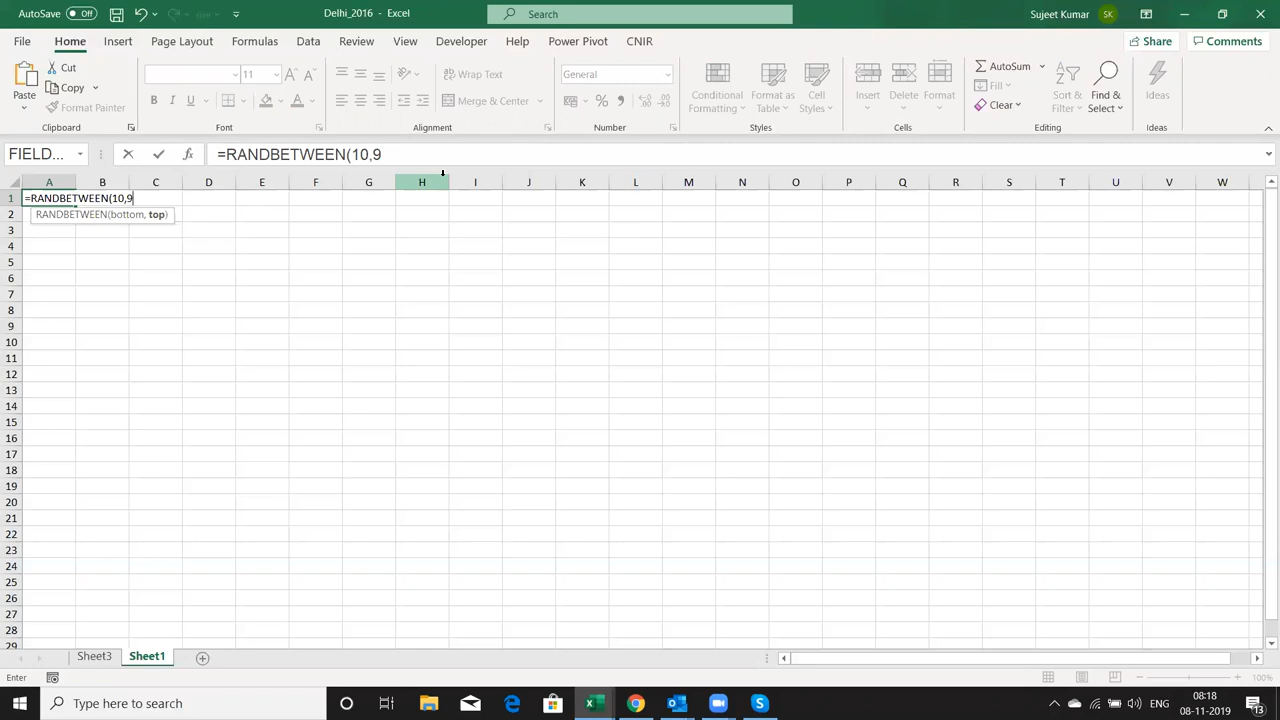 AutoSave Off
Delhi_2016 - Excel
Search
Sujeet Kumar SK
File Home Insert Page Layout Formulas Data Review View Developer Help Power Pivot CNIR Share Comments
Paste
Cut
Copy
Format Painter
11
Wrap Text
Merge & Center
General
Conditional Formatting
Format as Table
Cell Styles
Insert
Delete
Format
AutoSum
Fill
Clear
Sort & Filter
Find & Select
Ideas
Clipboard Font Alignment Number Styles Cells Editing Ideas
FIELD... =RANDBETWEEN(10,9
A B C D E F G H I J K L M N O P Q R S T U V W
1 =RANDBETWEEN(10,9
2 RANDBETWEEN(bottom, top)
3
4
5
6
7
8
9
10
11
12
13
14
15
16
17
18
19
20
21
22
23
24
25
26
27
28
29
Sheet3 Sheet1
Enter 100%
Type here to search
ENG
08:18
08-11-2019